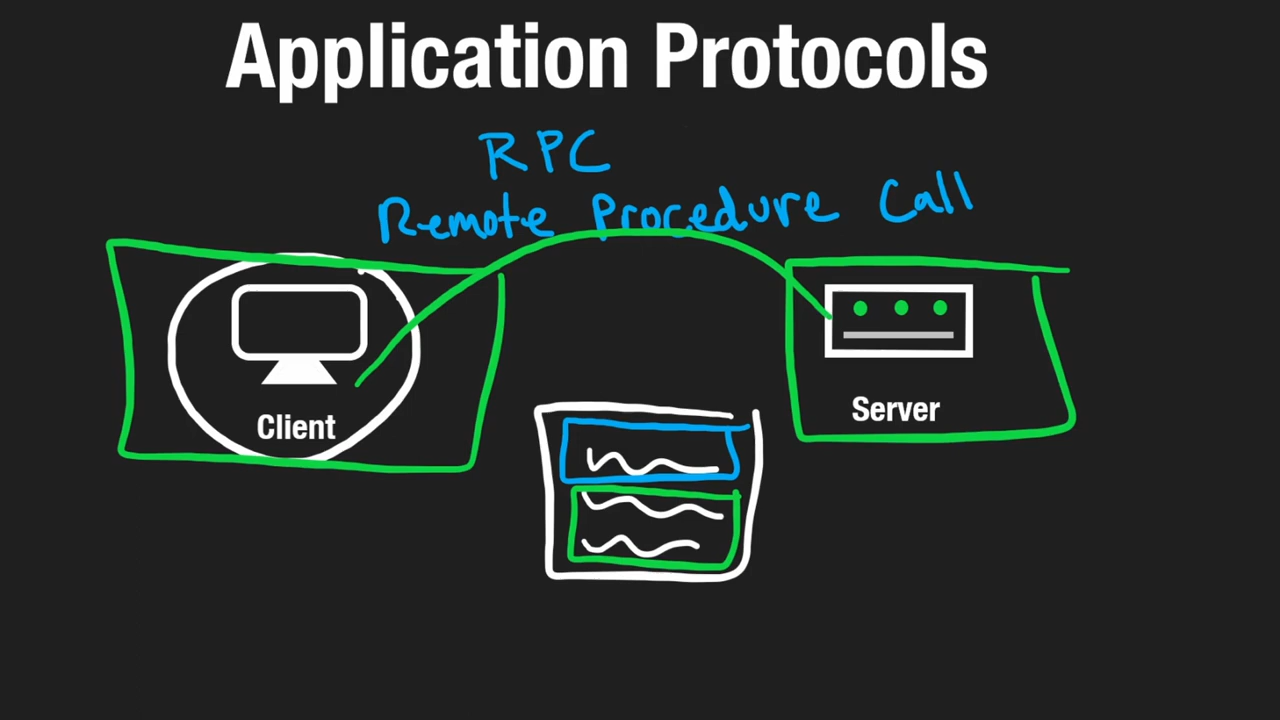 Application Protocols
RPC
Remote Procedure Call
Client
Server